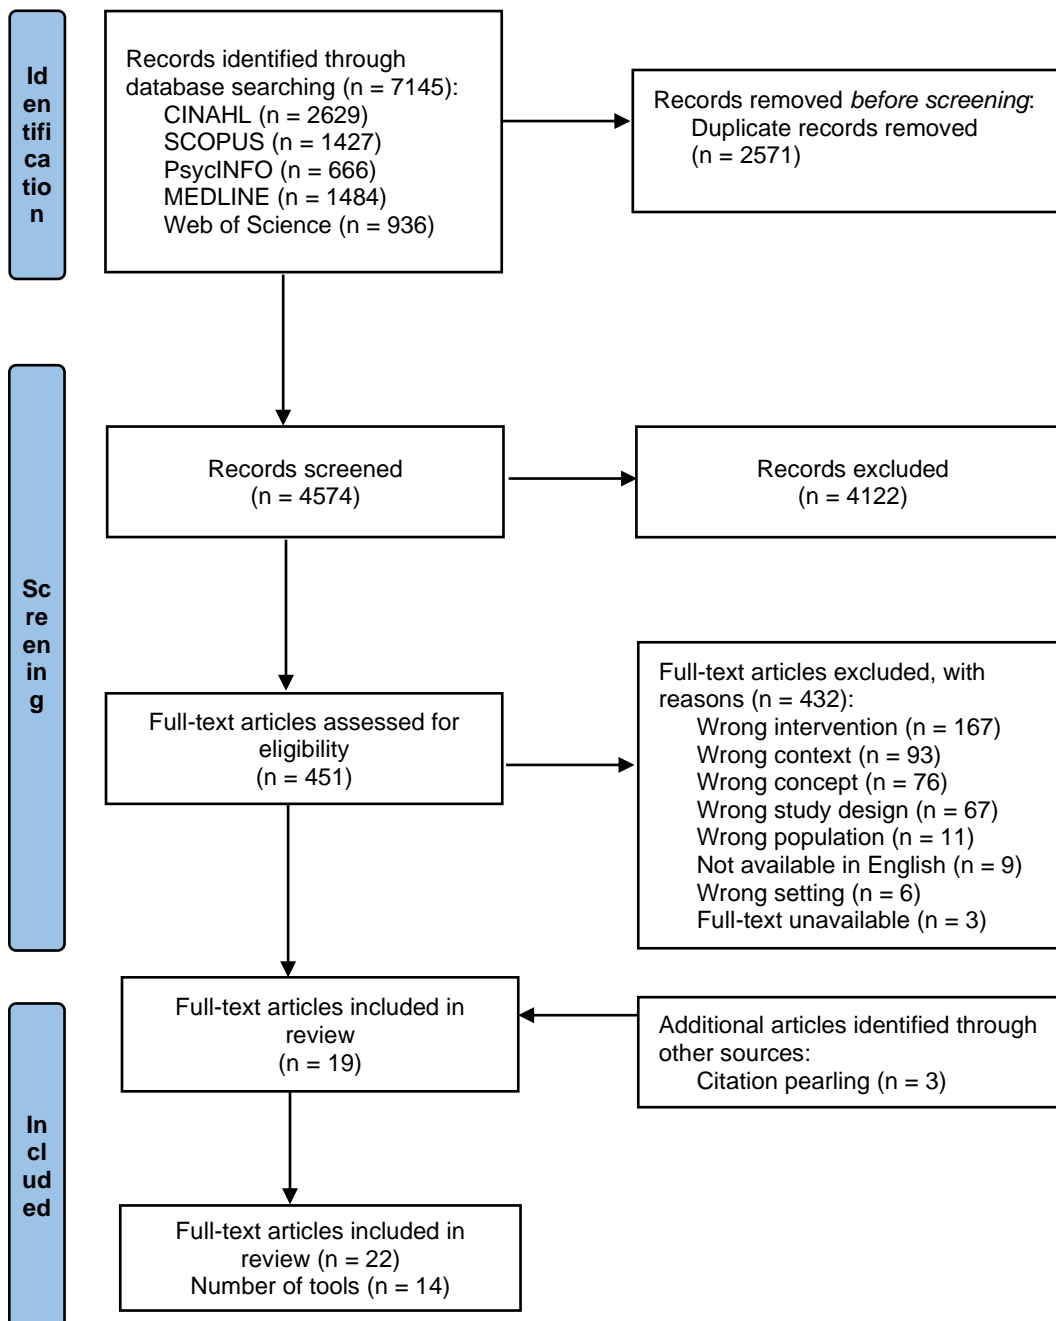 Id
en
tifi
ca
tio
n
Records identified through
database searching (n = 7145):
CINAHL (n = 2629)
SCOPUS (n = 1427)
PsycINFO (n = 666)
MEDLINE (n = 1484)
Web of Science (n = 936)
Records removed before screening:
Duplicate records removed
(n = 2571)
Sc
re
en
in
g
Records screened
(n = 4574)
Records excluded
(n = 4122)
Full-text articles assessed for
eligibility
(n = 451)
Full-text articles excluded, with
reasons (n = 432):
Wrong intervention (n = 167)
Wrong context (n = 93)
Wrong concept (n = 76)
Wrong study design (n = 67)
Wrong population (n = 11)
Not available in English (n = 9)
Wrong setting (n = 6)
Full-text unavailable (n = 3)
In
cl
ud
ed
Full-text articles included in
review
(n = 19)
Additional articles identified through
other sources:
Citation pearling (n = 3)
Full-text articles included in
review (n = 22)
Number of tools (n = 14)